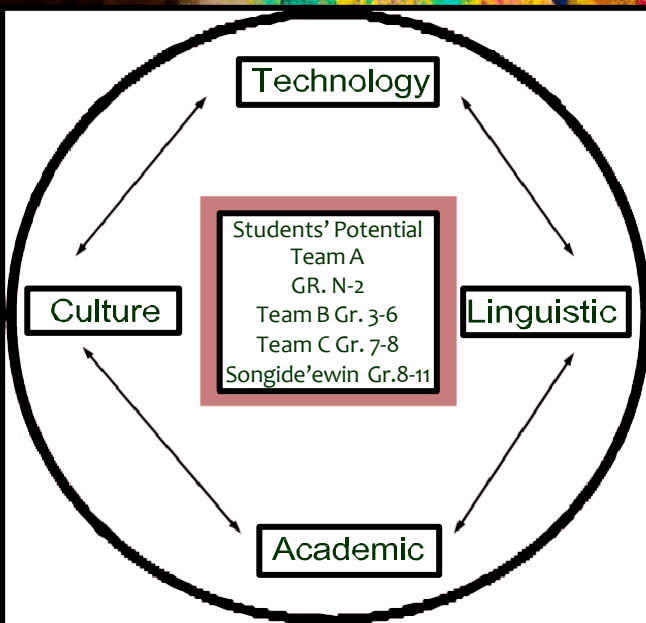 Technology
Students’ Potential
Team A
GR. N-2
Team B Gr. 3-6
Team C Gr. 7-8
Songide’ewin Gr.8-11
Culture
Linguistic
Academic